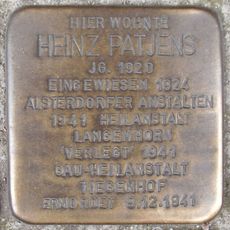 HIER WOHNTE
HEINZ PATJENS
JG. 1920
EINGEWIESEN 1924
ALSTERDORFER ANSTALTEN
1941 HEILANSTALT
LANGENHORN
'VERLEGT' 1941
GAU-HEILANSTALT
TIEGENHOF
ERMORDET 5.12.1941